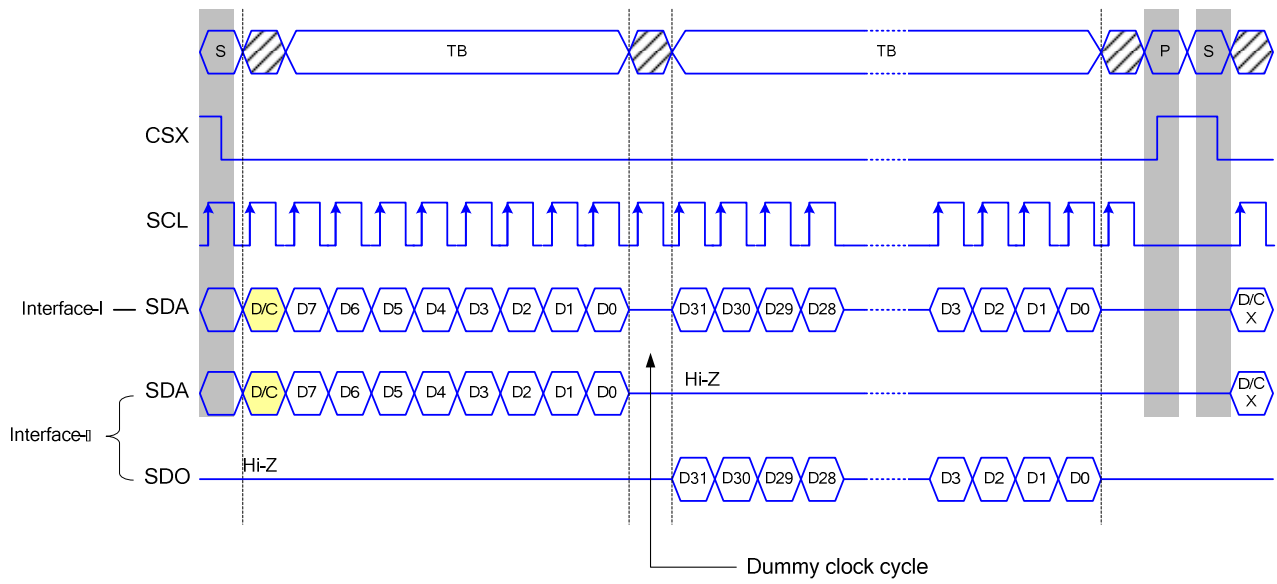 S TB TB P S
CSX
SCL
Interface-I SDA D/C D7 D6 D5 D4 D3 D2 D1 D0 D31 D30 D29 D28 D3 D2 D1 D0 D/C X
SDA D/C D7 D6 D5 D4 D3 D2 D1 D0 Hi-Z D/C X
Interface-
SDO Hi-Z D31 D30 D29 D28 D3 D2 D1 D0
Dummy clock cycle